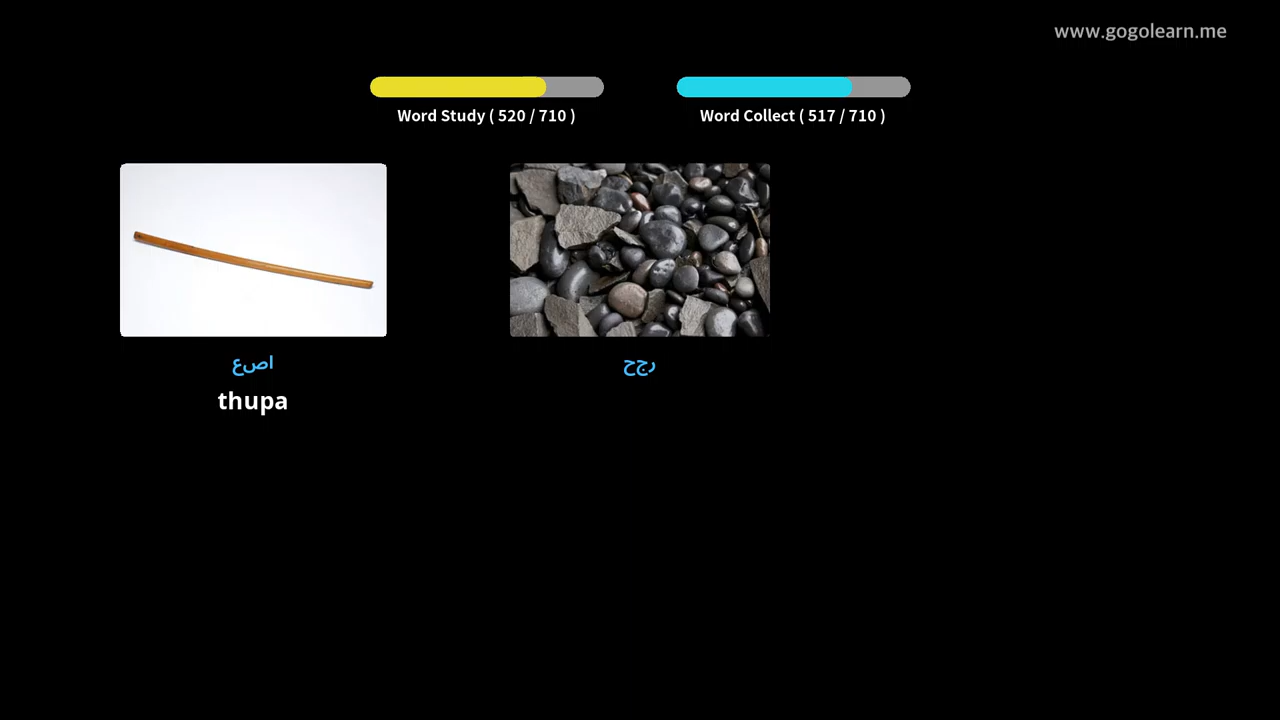 www.gogolearn.me
Word Study ( 520 / 710 )
Word Collect ( 517 / 710 )
اصع
رجح
thupa